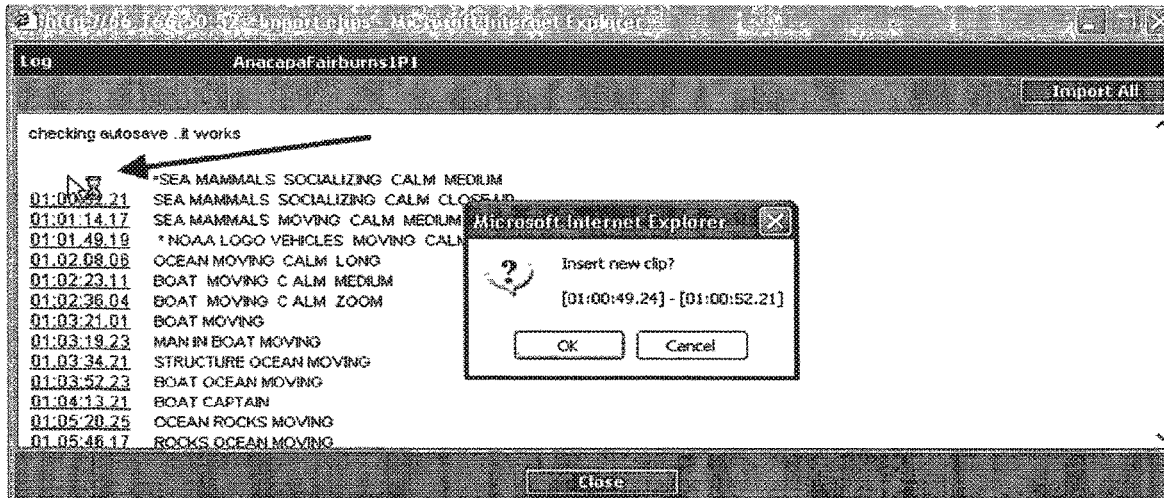 Microsoft Internet Explorer
Log AnacapaFairburns1P1
Import All
checking autosave ..it works
*SEA MAMMALS SOCIALIZING CALM MEDIUM
SEA MAMMALS SOCIALIZING CALM
01:01:14.17 SEA MAMMALS MOVING CALM MEDIUM
01:01.49.19 * NOAA LOGO VEHICLES MOVING CALM
01.02.08.06 OCEAN MOVING CALM LONG
01:02:23.11 BOAT MOVING C ALM MEDIUM
01:02:36.04 BOAT MOVING C ALM ZOOM
01:03:21.01 BOAT MOVING
01:03:19.23 MAN IN BOAT MOVING
01.03:34.21 STRUCTURE OCEAN MOVING
01:03:52.23 BOAT OCEAN MOVING
01:04:13.21 BOAT CAPTAIN
01:05:20.25 OCEAN ROCKS MOVING
01.05:46.17 ROCKS OCEAN MOVING
Microsoft Internet Explorer
Insert new clip?
[01:00:49.24] - [01:00:52.21]
OK Cancel
Close